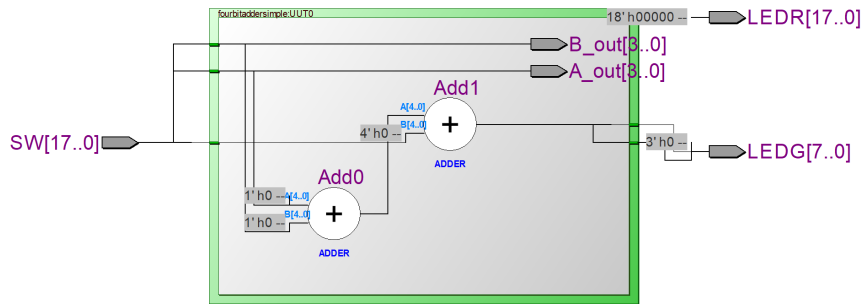 fourbitaddersimple:UUT0
18' h00000 --
LEDR[17..0]
B_out[3..0]
A_out[3..0]
Add1
A[4..0]
B[4..0]
4' h0 --
ADDER
SW[17..0]
3' h0 --
LEDG[7..0]
Add0
1' h0 --
A[4..0]
1' h0 --
B[4..0]
ADDER